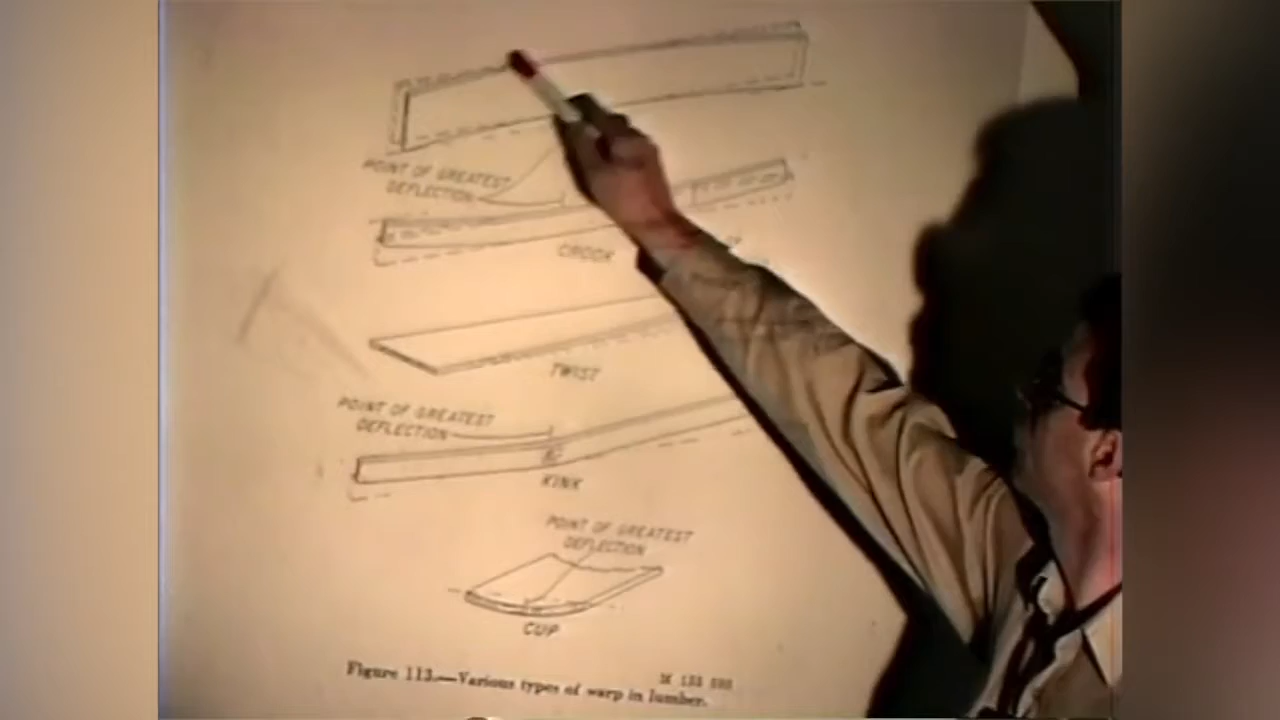 POINT OF GREATEST
DEFLECTION
CROOK
TWIST
POINT OF GREATEST
DEFLECTION
KINK
POINT OF GREATEST
DEFLECTION
CUP
Figure 113.—Various types of warp in lumber.